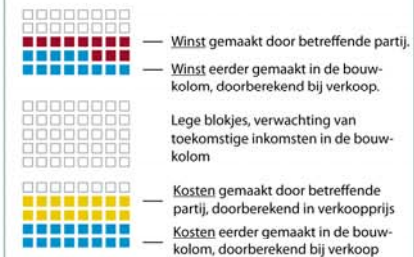 Winst gemaakt door betreffende partij.
Winst eerder gemaakt in de bouw-
kolom, doorberekend bij verkoop.
Lege blokjes, verwachting van
toekomstige inkomsten in de bouw-
kolom
Kosten gemaakt door betreffende
partij, doorberekend in verkoopprijs
Kosten eerder gemaakt in de bouw-
kolom, doorberekend bij verkoop